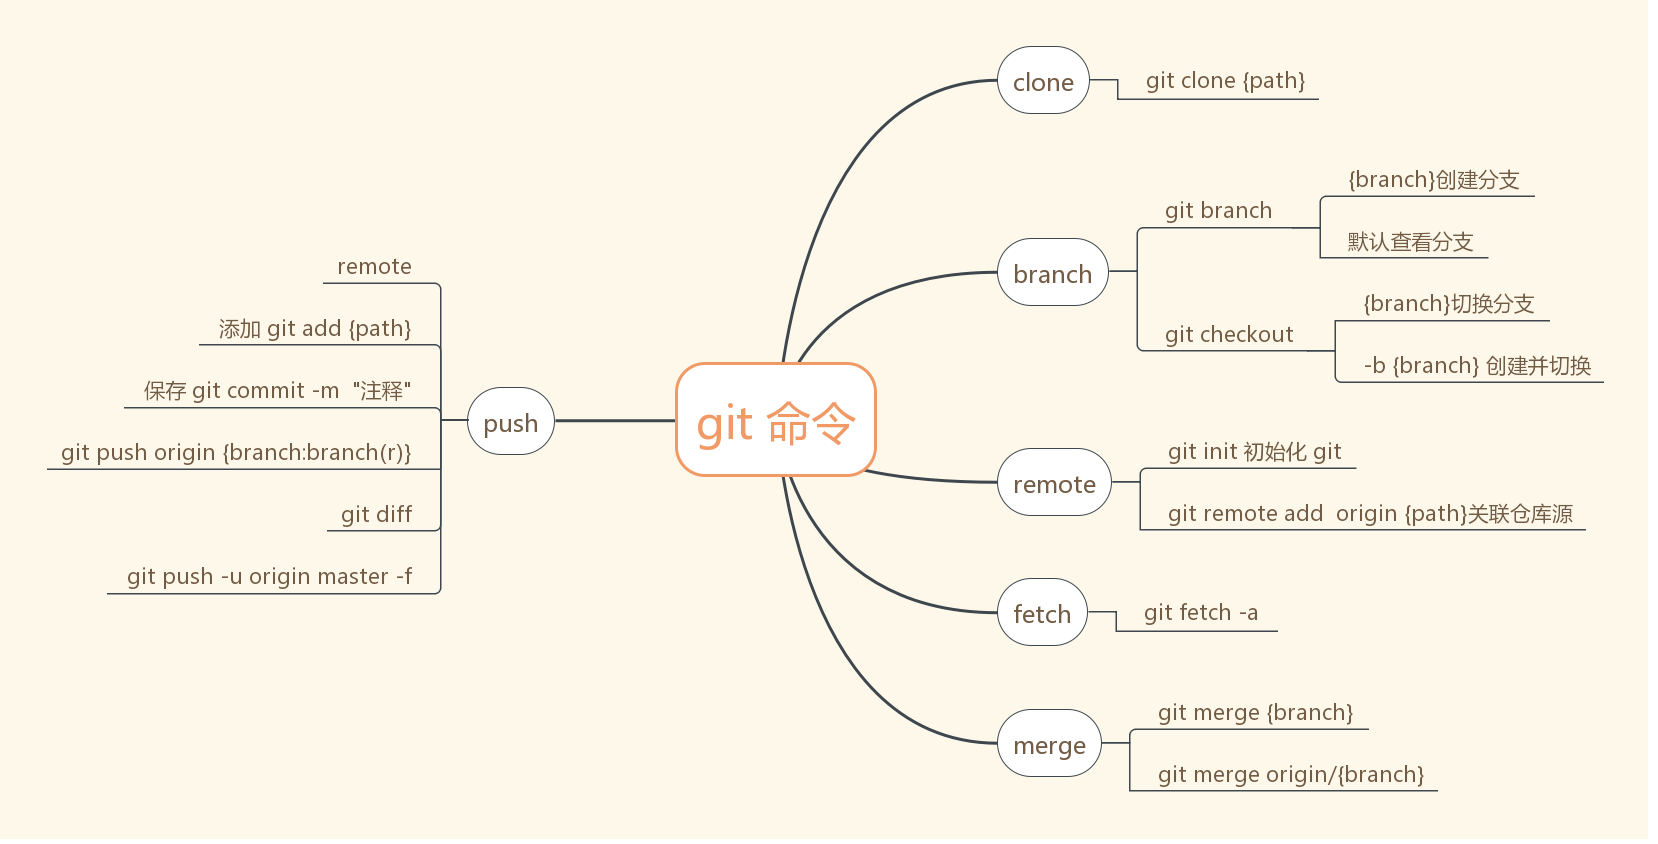 git 命令
clone
git clone {path}
branch
git branch
{branch}创建分支
默认查看分支
git checkout
{branch}切换分支
-b {branch} 创建并切换
remote
git init 初始化 git
git remote add  origin {path}关联仓库源
fetch
git fetch -a
merge
git merge {branch}
git merge origin/{branch}
push
remote
添加 git add {path}
保存 git commit -m  "注释"
git push origin {branch:branch(r)}
git diff
git push -u origin master -f